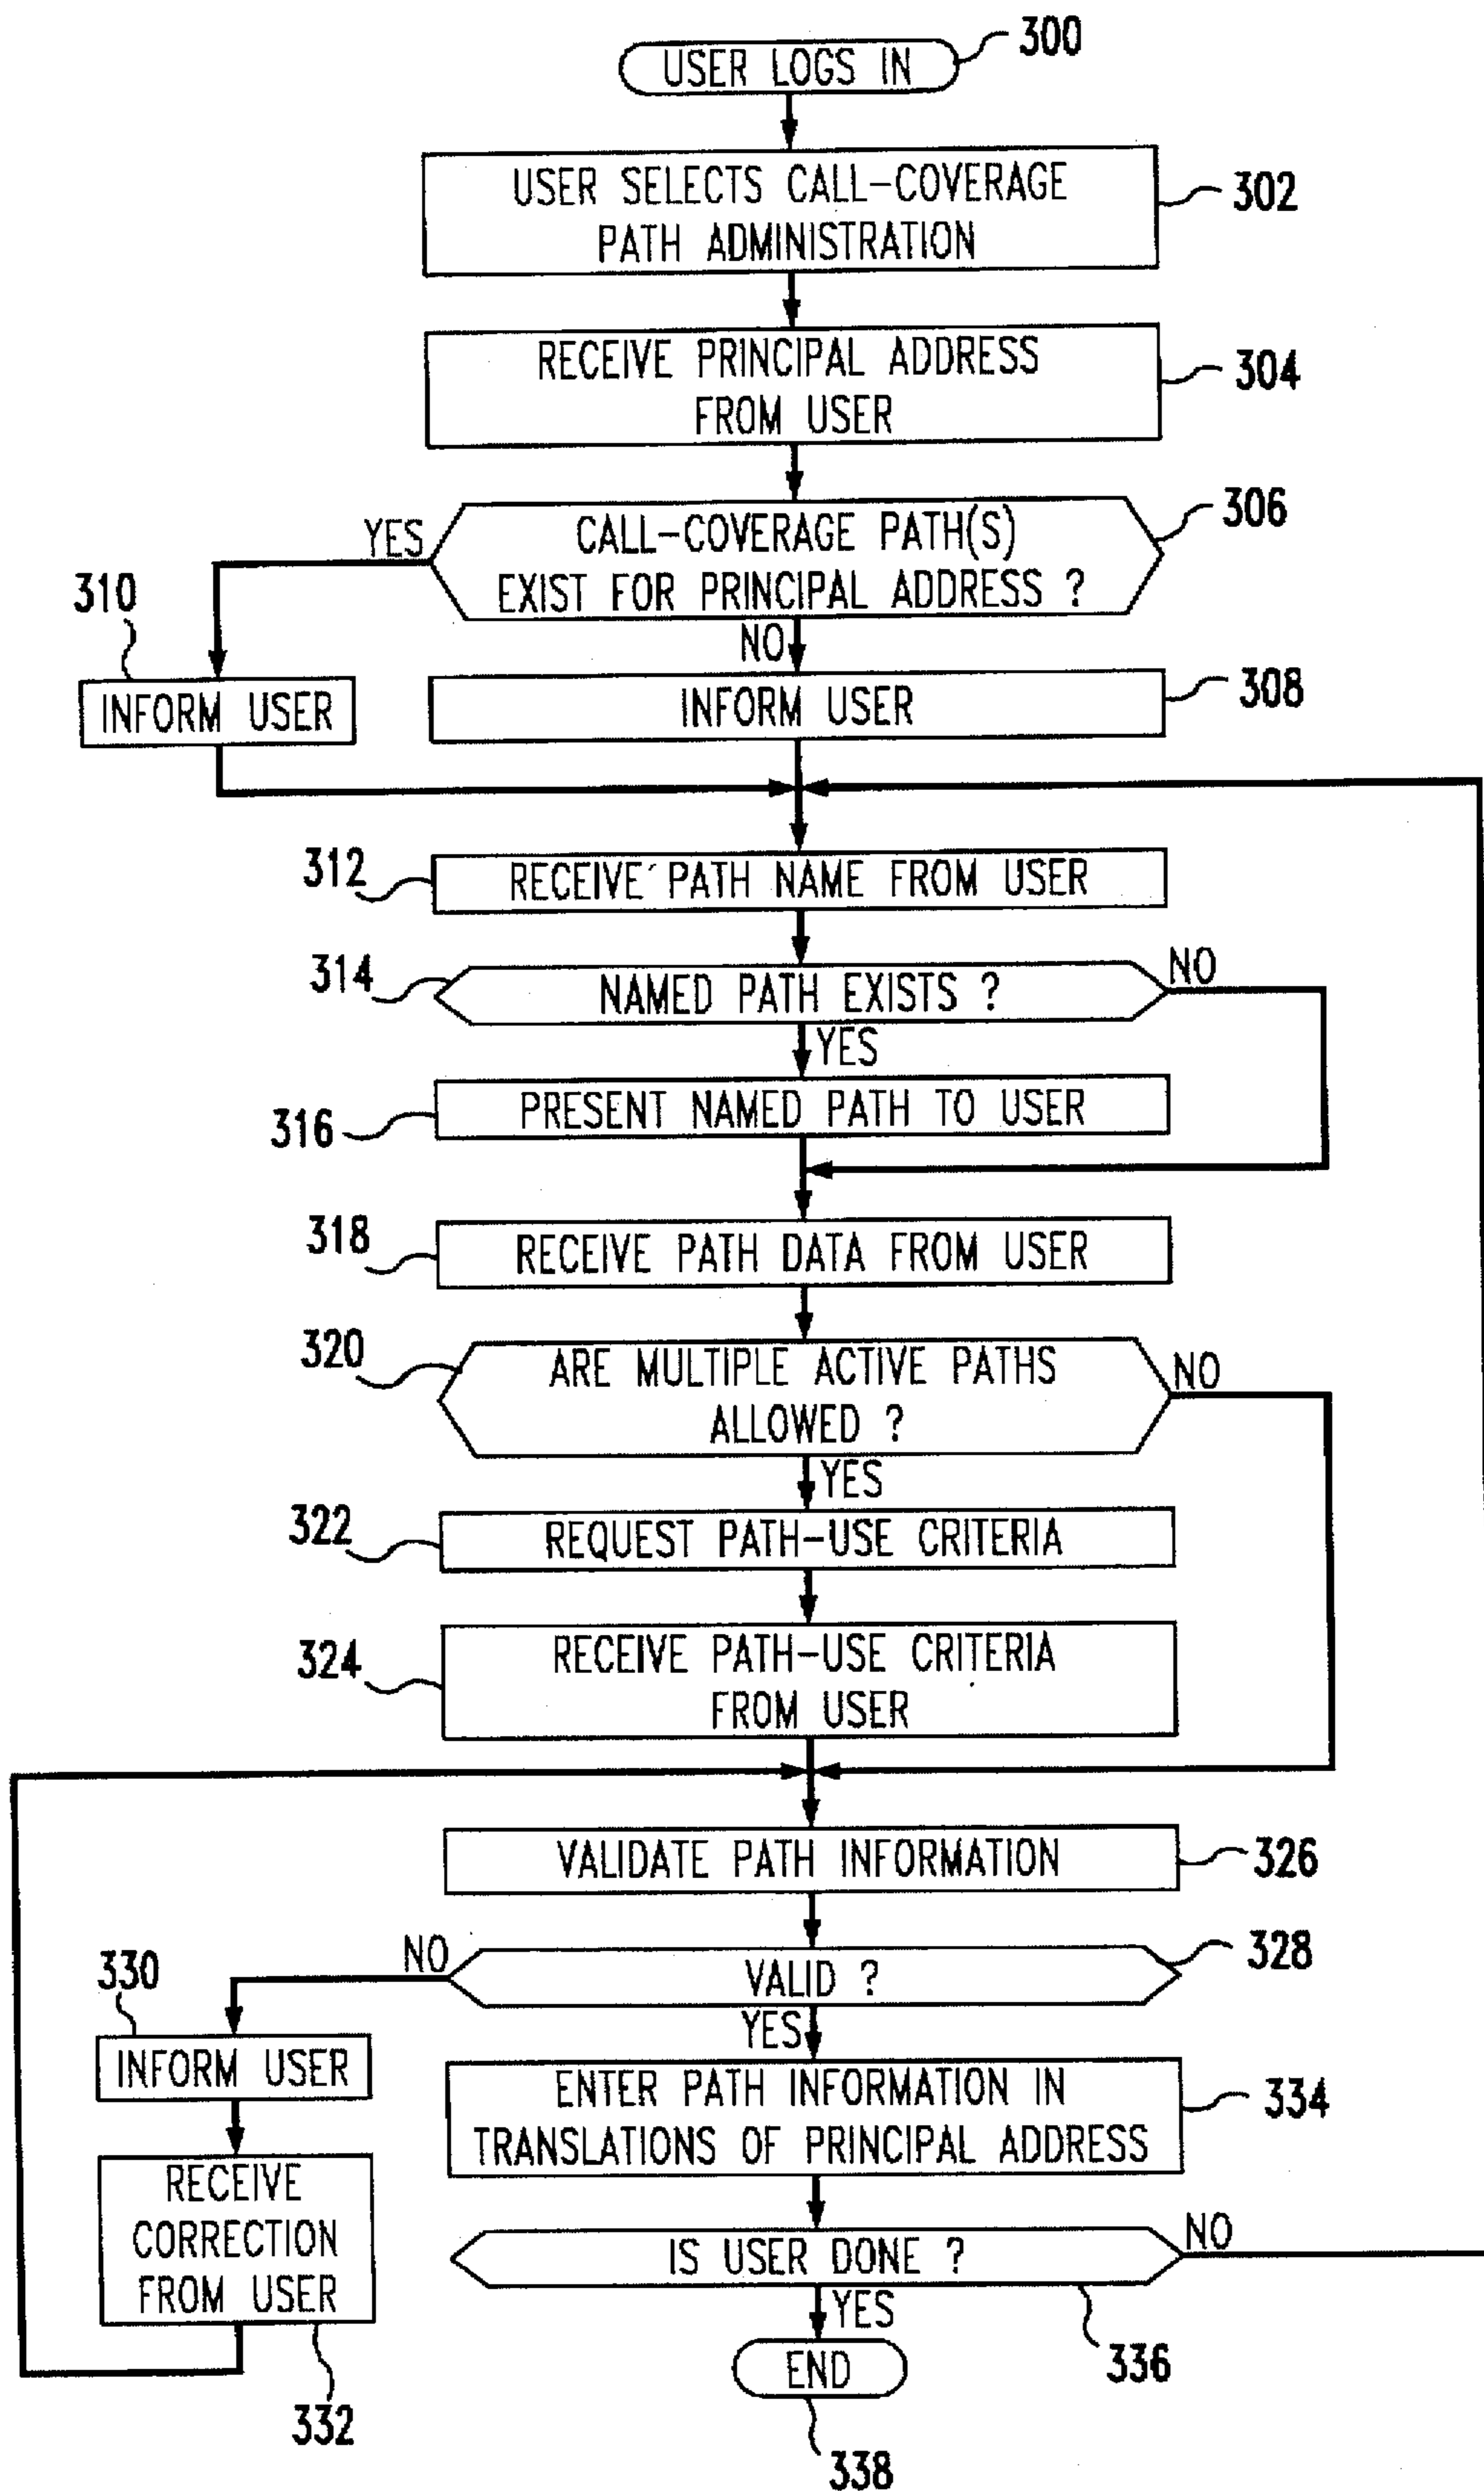 300
USER LOGS IN
USER SELECTS CALL-COVERAGE
PATH ADMINISTRATION
302
RECEIVE PRINCIPAL ADDRESS
FROM USER
304
CALL-COVERAGE PATH(S)
EXIST FOR PRINCIPAL ADDRESS ?
306
YES
NO
310
INFORM USER
INFORM USER
308
312
RECEIVE PATH NAME FROM USER
314
NAMED PATH EXISTS ?
NO
YES
316
PRESENT NAMED PATH TO USER
318
RECEIVE PATH DATA FROM USER
320
ARE MULTIPLE ACTIVE PATHS
ALLOWED ?
NO
YES
322
REQUEST PATH-USE CRITERIA
324
RECEIVE PATH-USE CRITERIA
FROM USER
VALIDATE PATH INFORMATION
326
NO
VALID ?
328
YES
330
INFORM USER
ENTER PATH INFORMATION IN
TRANSLATIONS OF PRINCIPAL ADDRESS
334
RECEIVE
CORRECTION
FROM USER
332
IS USER DONE ?
NO
YES
336
END
338